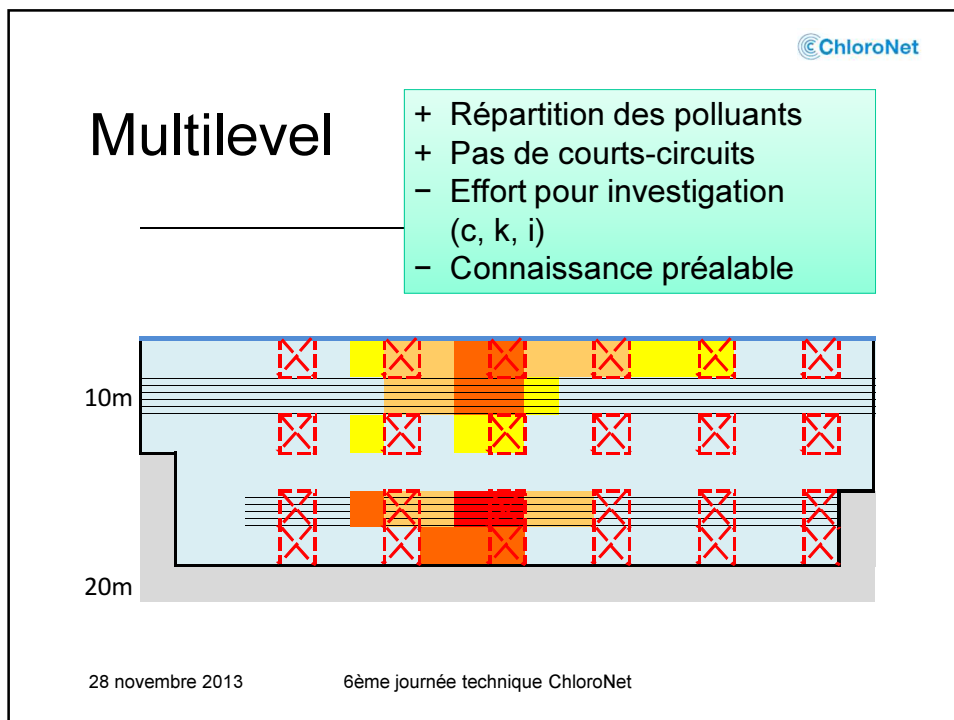 ChloroNet
Multilevel
+ Répartition des polluants
+ Pas de courts-circuits
− Effort pour investigation
(c, k, i)
− Connaissance préalable
10m
20m
28 novembre 2013
6ème journée technique ChloroNet